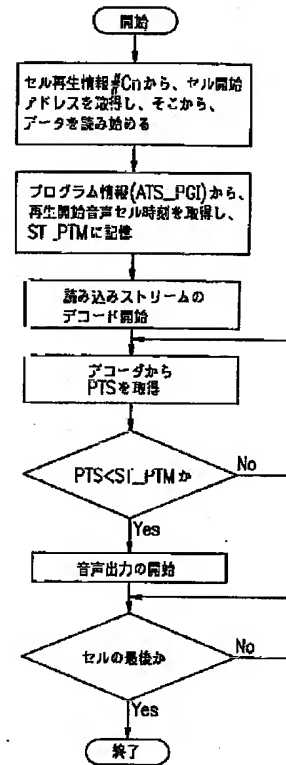 開始
セル再生情報#Cnから、セル開始
アドレスを取得し、そこから、
データを読み始める
プログラム情報(ATS_PGI)から、
再生開始音声セル時刻を取得し、
ST_PTMに記憶
読み込みストリームの
デコード開始
デコーダから
PTSを取得
PTS<ST_PTMか
No
Yes
音声出力の開始
セルの最後か
No
Yes
終了